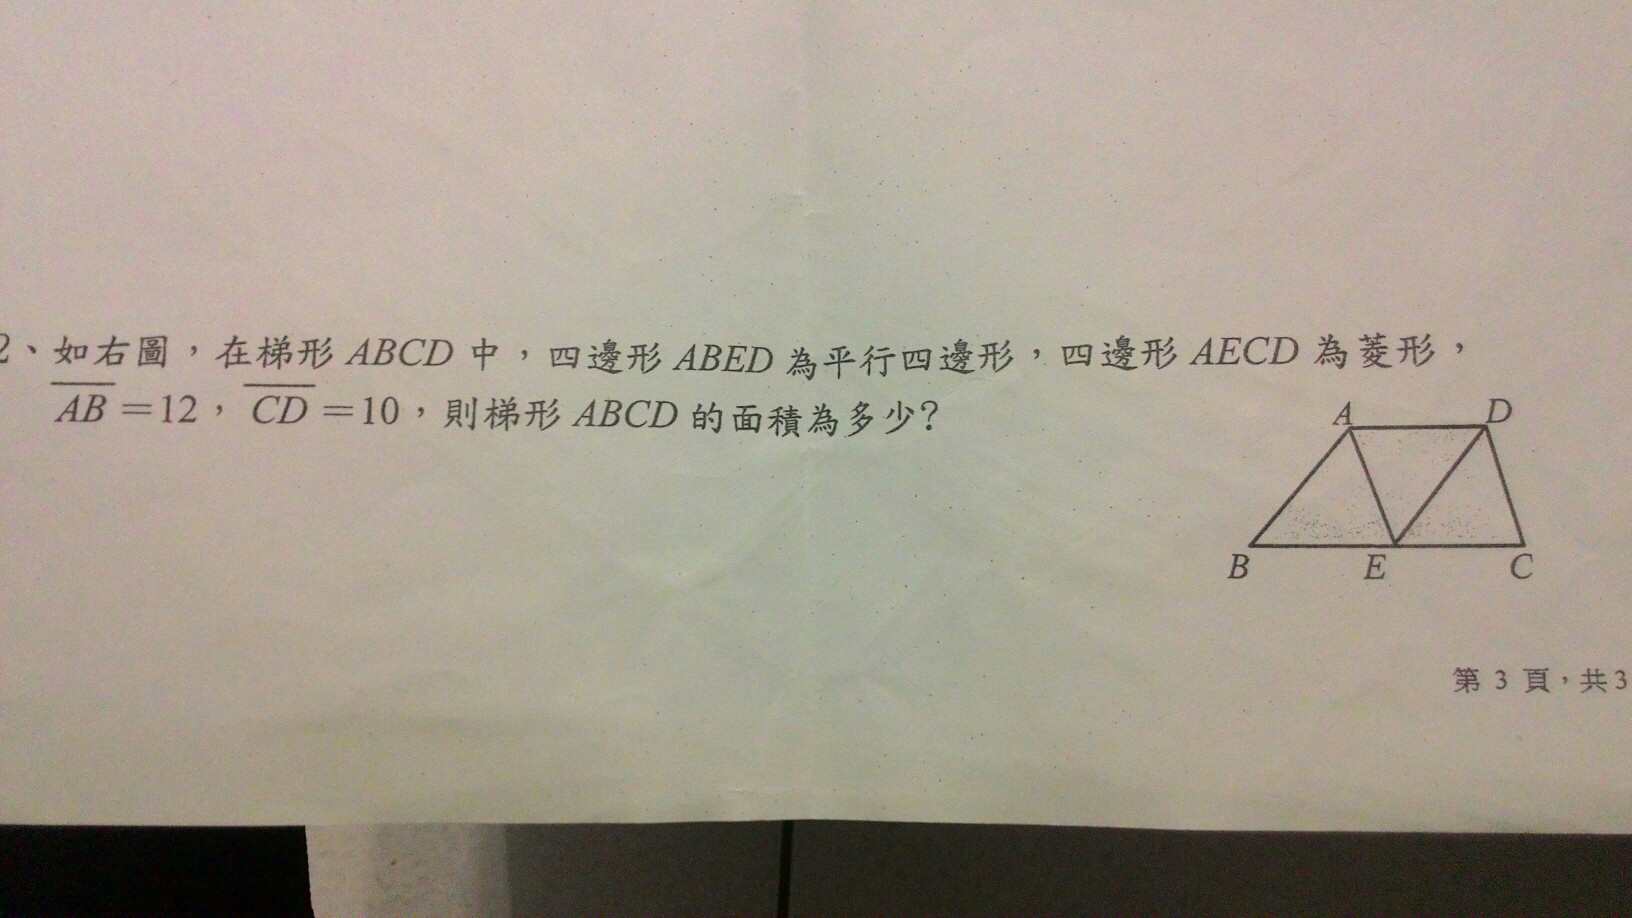 2、如右圖，在梯形 ABCD 中，四邊形 ABED 為平行四邊形，四邊形 AECD 為菱形，
AB＝12，CD＝10，則梯形 ABCD 的面積為多少？
A D
B E C
第 3 頁，共 3